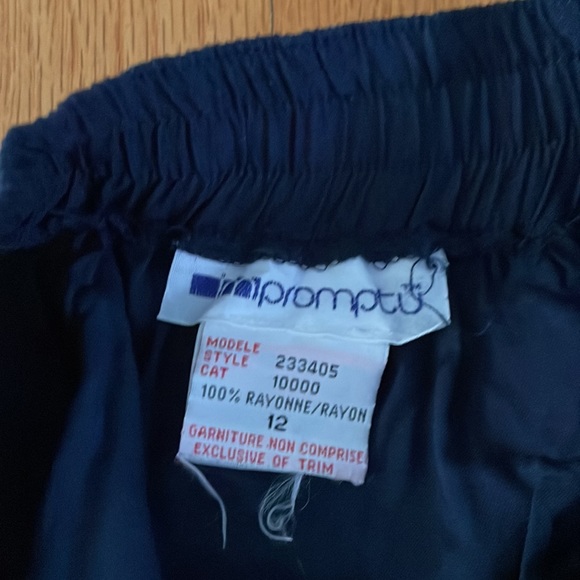 impromptu
MODELE
STYLE 233405
CAT 10000
100% RAYONNE/RAYON
12
GARNITURE NON COMPRISE
EXCLUSIVE OF TRIM